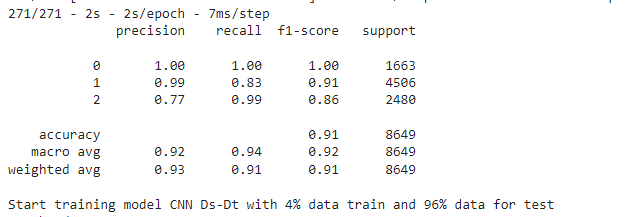 271/271 - 2s - 2s/epoch - 7ms/step
precision recall f1-score support
0 1.00 1.00 1.00 1663
1 0.99 0.83 0.91 4506
2 0.77 0.99 0.86 2480
accuracy 0.91 8649
macro avg 0.92 0.94 0.92 8649
weighted avg 0.93 0.91 0.91 8649
Start training model CNN Ds-Dt with 4% data train and 96% data for test